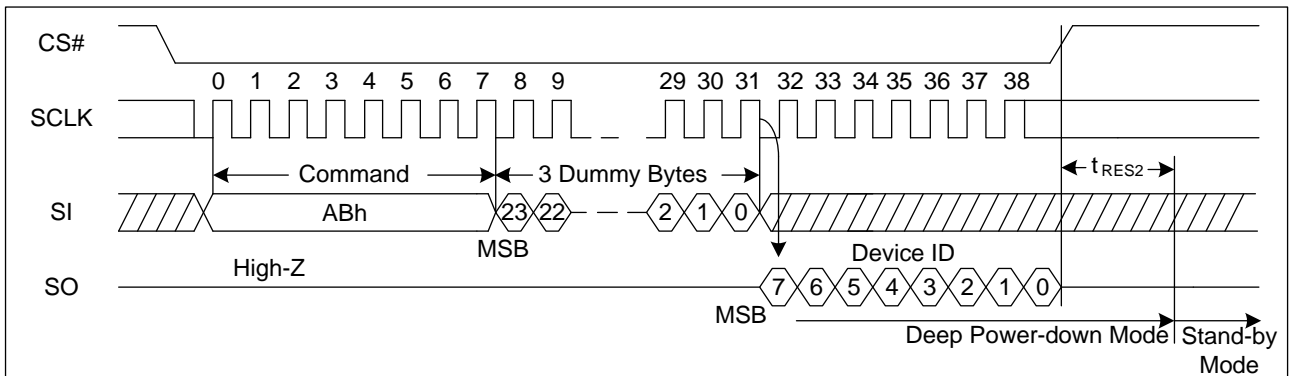 CS#
0 1 2 3 4 5 6 7 8 9 29 30 31 32 33 34 35 36 37 38
SCLK
Command 3 Dummy Bytes tRES2
SI ABh 23 22 2 1 0
MSB
High-Z Device ID
SO 7 6 5 4 3 2 1 0
MSB
Deep Power-down Mode Stand-by
Mode